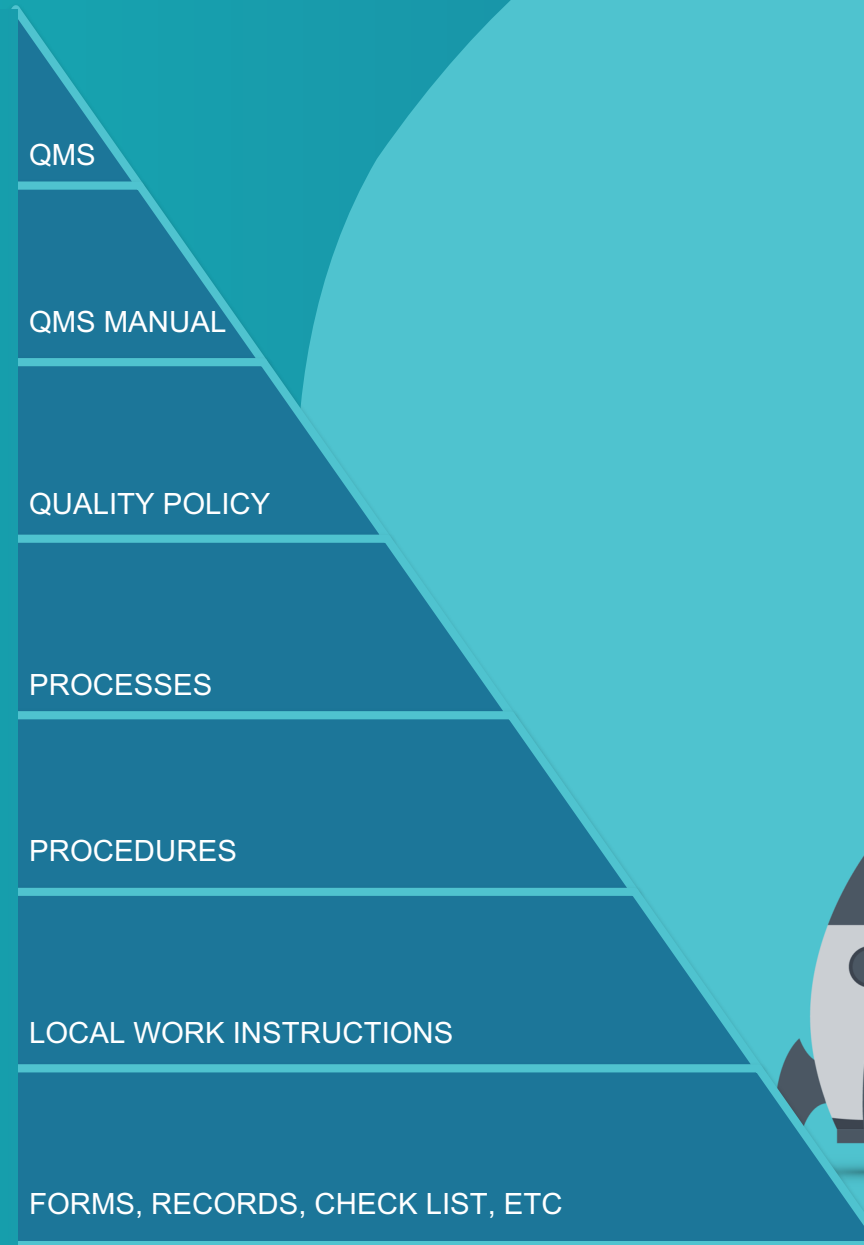 QMS
QMS MANUAL
QUALITY POLICY
PROCESSES
PROCEDURES
LOCAL WORK INSTRUCTIONS
FORMS, RECORDS, CHECK LIST, ETC